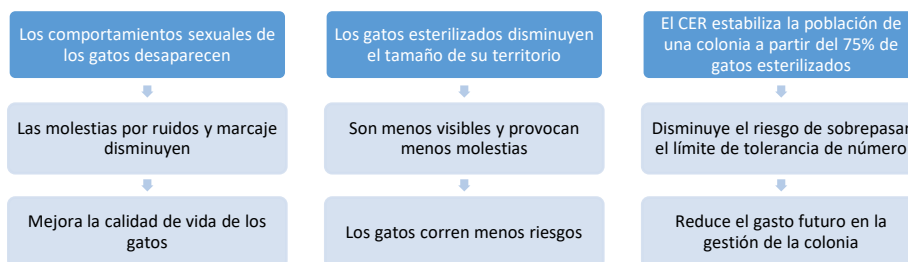 Los comportamientos sexuales de
los gatos desaparecen
Las molestias por ruidos y marcaje
disminuyen
Mejora la calidad de vida de los
gatos
Los gatos esterilizados disminuyen
el tamaño de su territorio
Son menos visibles y provocan
menos molestias
Los gatos corren menos riesgos
El CER estabiliza la población de
una colonia a partir del 75% de
gatos esterilizados
Disminuye el riesgo de sobrepasar
el límite de tolerancia de número
Reduce el gasto futuro en la
gestión de la colonia